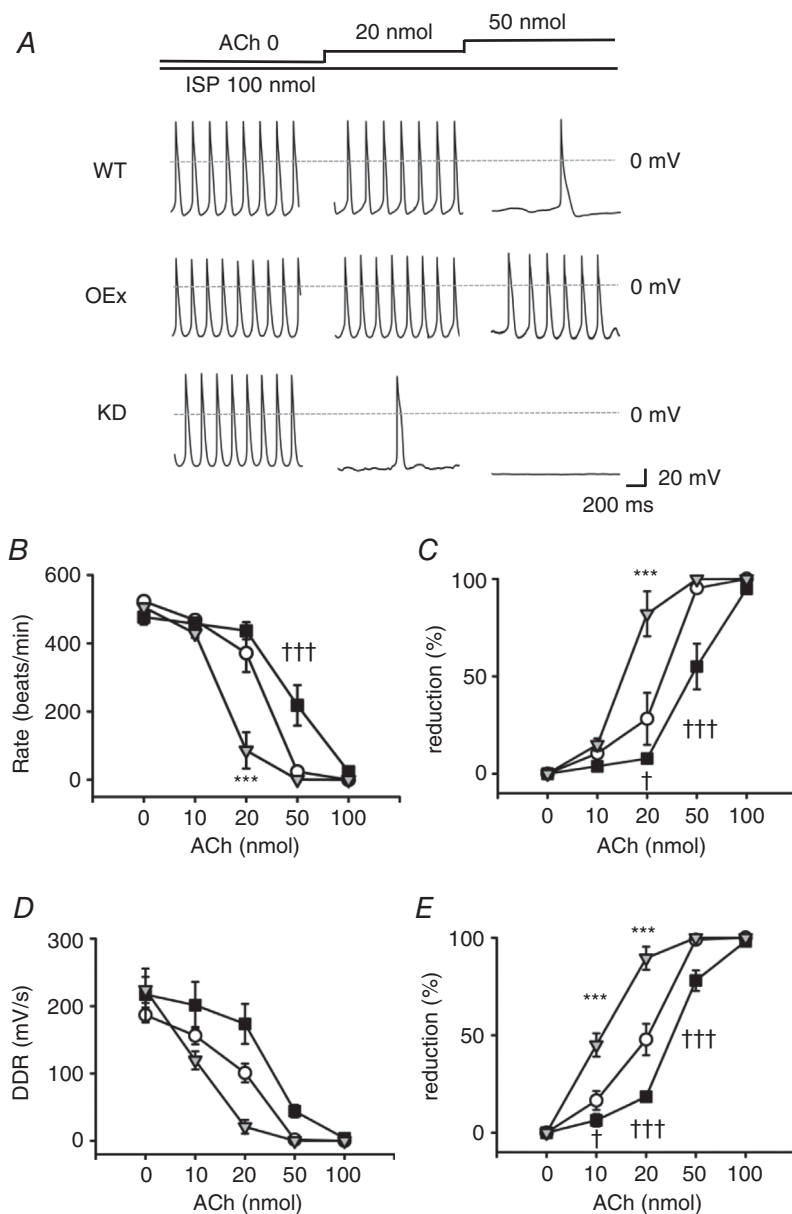 A
ACh 0
20 nmol
50 nmol
ISP 100 nmol
WT
0 mV
OEx
0 mV
KD
0 mV
20 mV
200 ms
B
600
400
200
0
Rate (beats/min)
†††
***
0 10 20 50 100
ACh (nmol)
C
100
50
0
reduction (%)
***
†††
†
0 10 20 50 100
ACh (nmol)
D
300
200
100
0
DDR (mV/s)
0 10 20 50 100
ACh (nmol)
E
100
50
0
reduction (%)
***
***
†††
†
†††
0 10 20 50 100
ACh (nmol)